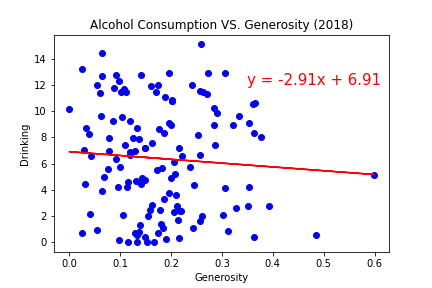 Alcohol Consumption VS. Generosity (2018)
y = -2.91x + 6.91
Drinking
14
12
10
8
6
4
2
0
0.0 0.1 0.2 0.3 0.4 0.5 0.6
Generosity